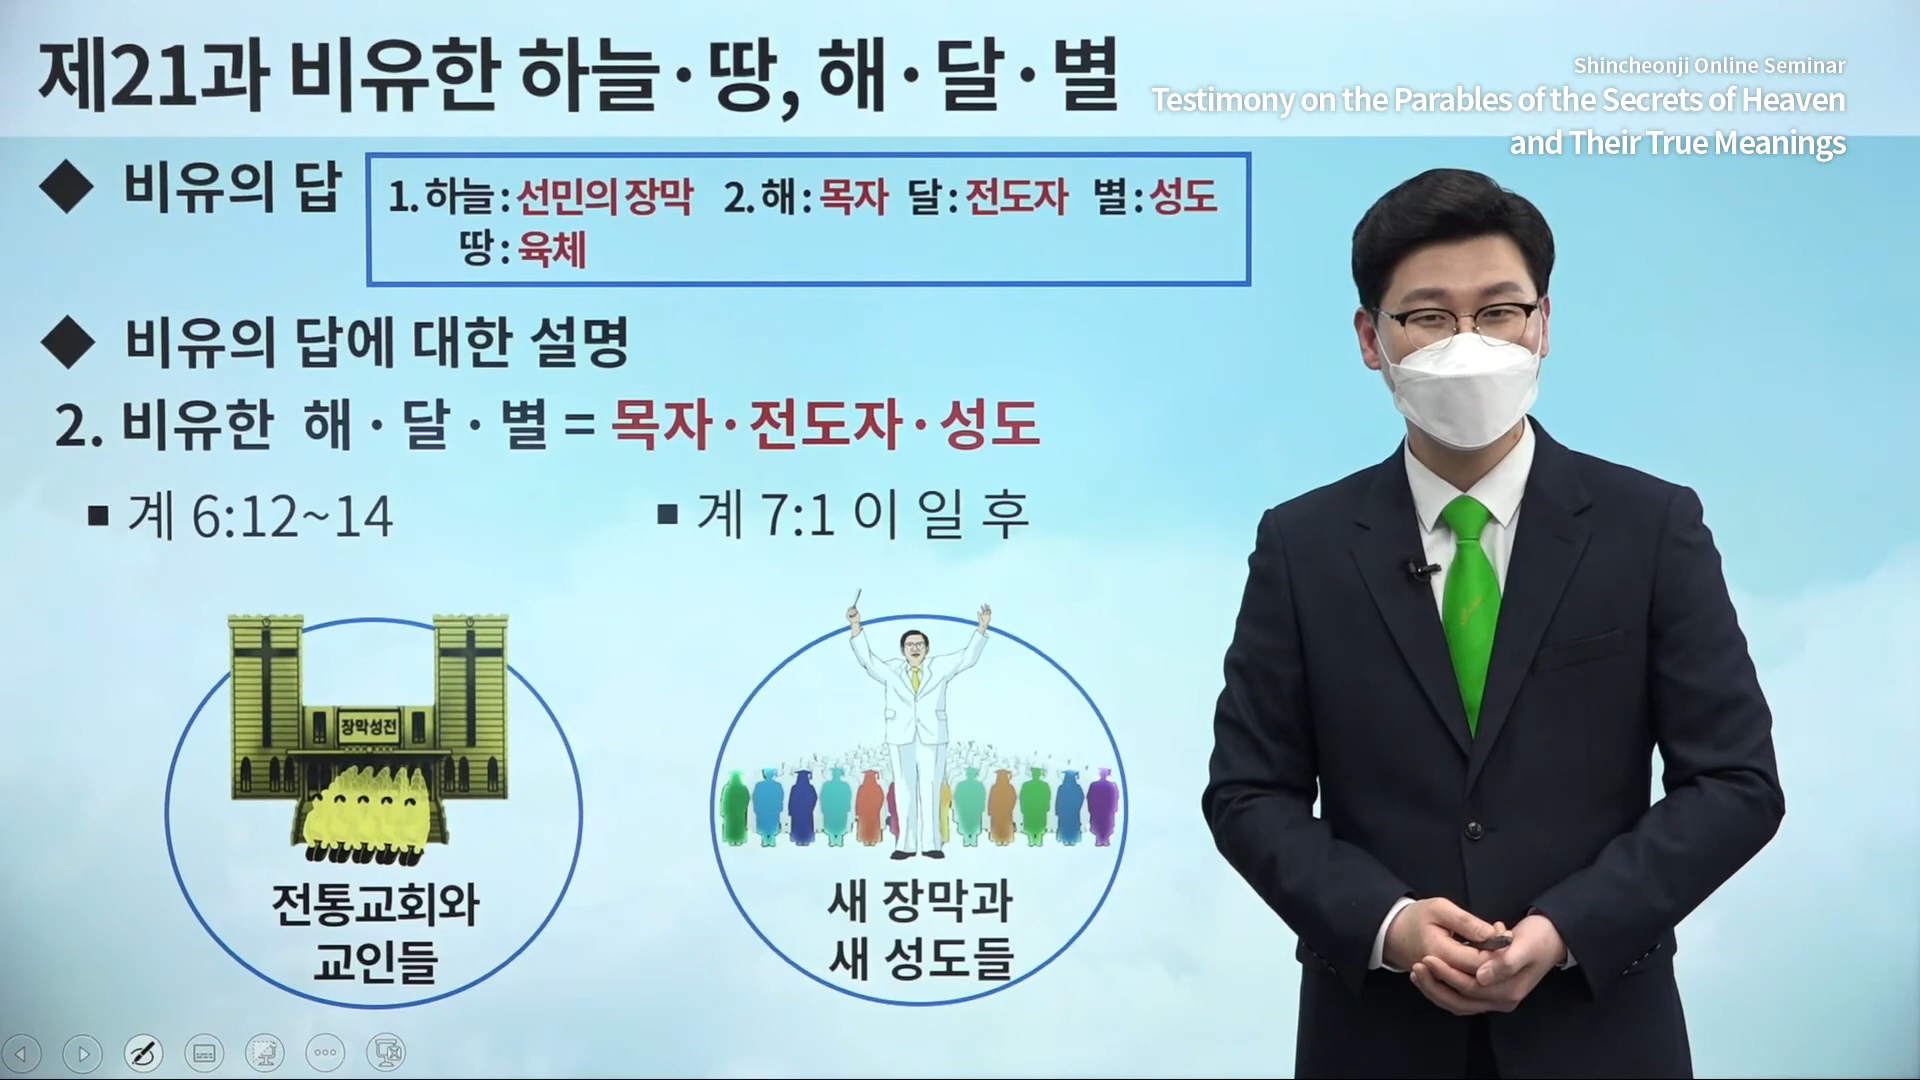 제21과 비유한 하늘·땅, 해·달·별
Shincheonji Online Seminar
Testimony on the Parables of the Secrets of Heaven
and Their True Meanings
◆ 비유의 답
1. 하늘 : 선민의 장막 2. 해 : 목자 달 : 전도자 별 : 성도
땅 : 육체
◆ 비유의 답에 대한 설명
2. 비유한 해 · 달 · 별 = 목자 · 전도자 · 성도
■ 계 6:12~14
■ 계 7:1 이 일 후
장막성전
전통교회와
교인들
새 장막과
새 성도들